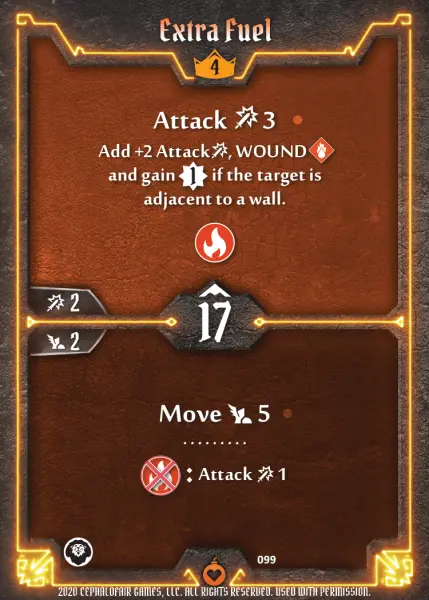 Extra Fuel
4
Attack 3
Add +2 Attack, WOUND
and gain 1 if the target is
adjacent to a wall.
2
17
2
Move 5
.........
: Attack 1
099
2020 CEPHALOFAIR GAMES, LLC. ALL RIGHTS RESERVED. USED WITH PERMISSION.